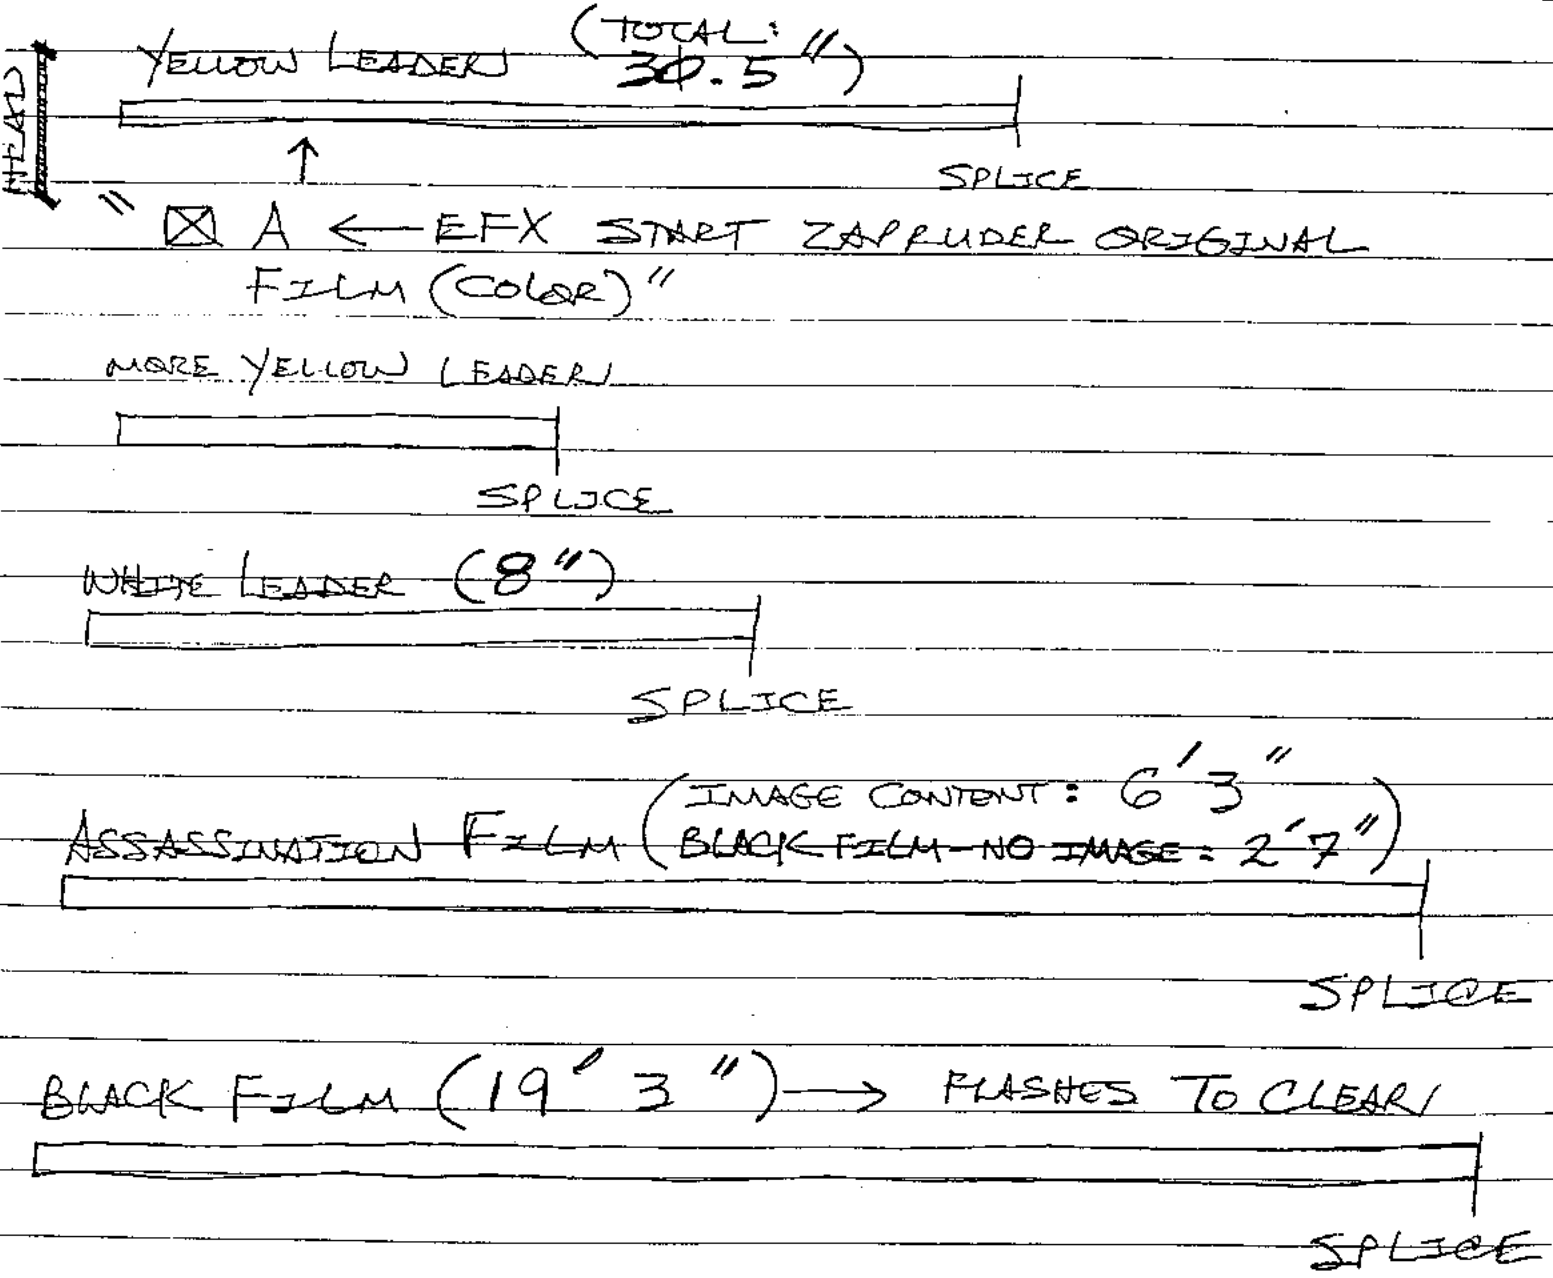 HEAD
YELLOW LEADER (TOTAL:
30.5")
SPLICE
" ☒ A ← EFX START ZAPRUDER ORIGINAL
FILM (COLOR)"
MORE YELLOW LEADER
SPLICE
WHITE LEADER (8")
SPLICE
(IMAGE CONTENT: 6'3"
ASSASSINATION FILM BLACK FILM-NO IMAGE: 2'7")
SPLICE
BLACK FILM (19' 3") → FLASHES TO CLEAR
SPLICE